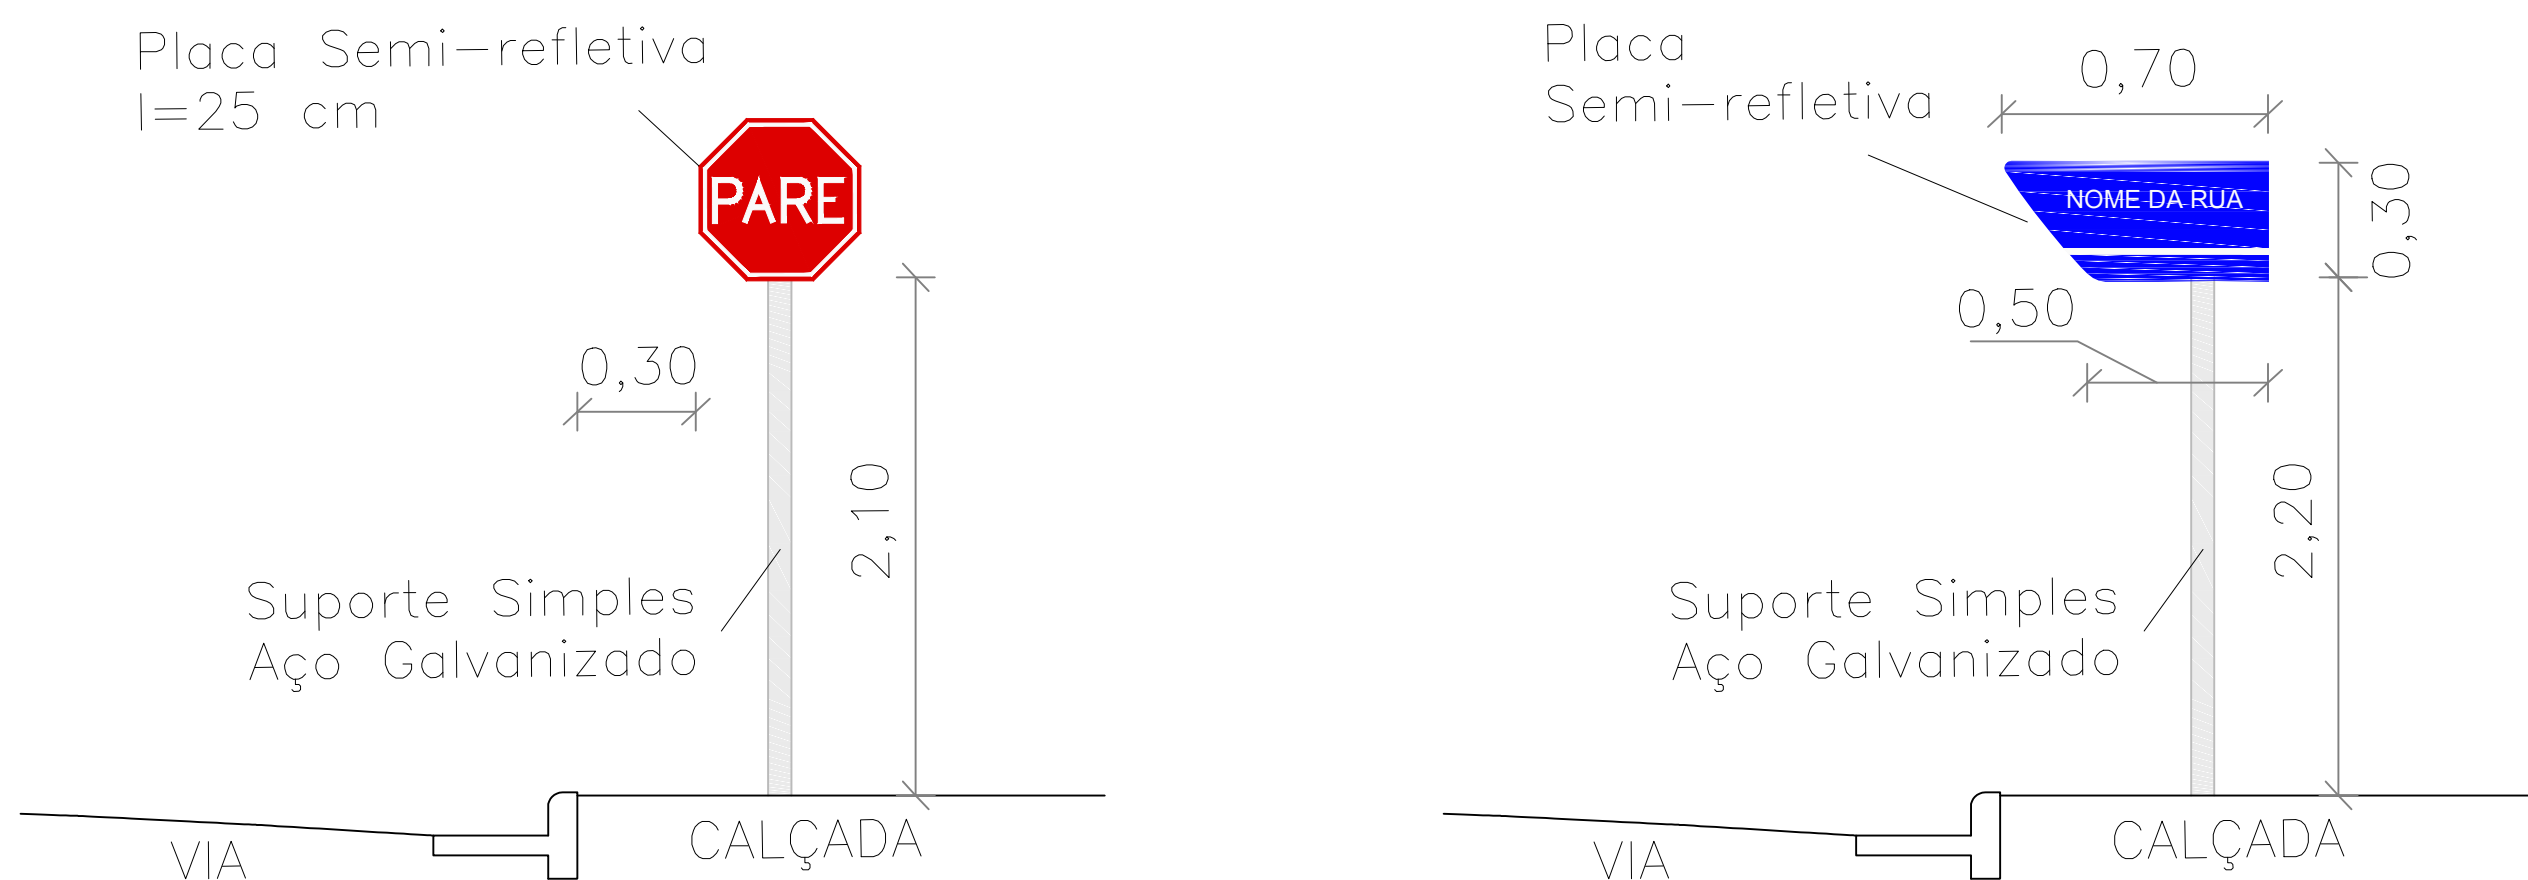 Placa Semi-refletiva
l=25 cm
PARE
0,30
2,10
Suporte Simples
Aço Galvanizado
VIA
CALÇADA
Placa
Semi-refletiva
0,70
NOME DA RUA
0,30
0,50
2,20
Suporte Simples
Aço Galvanizado
VIA
CALÇADA